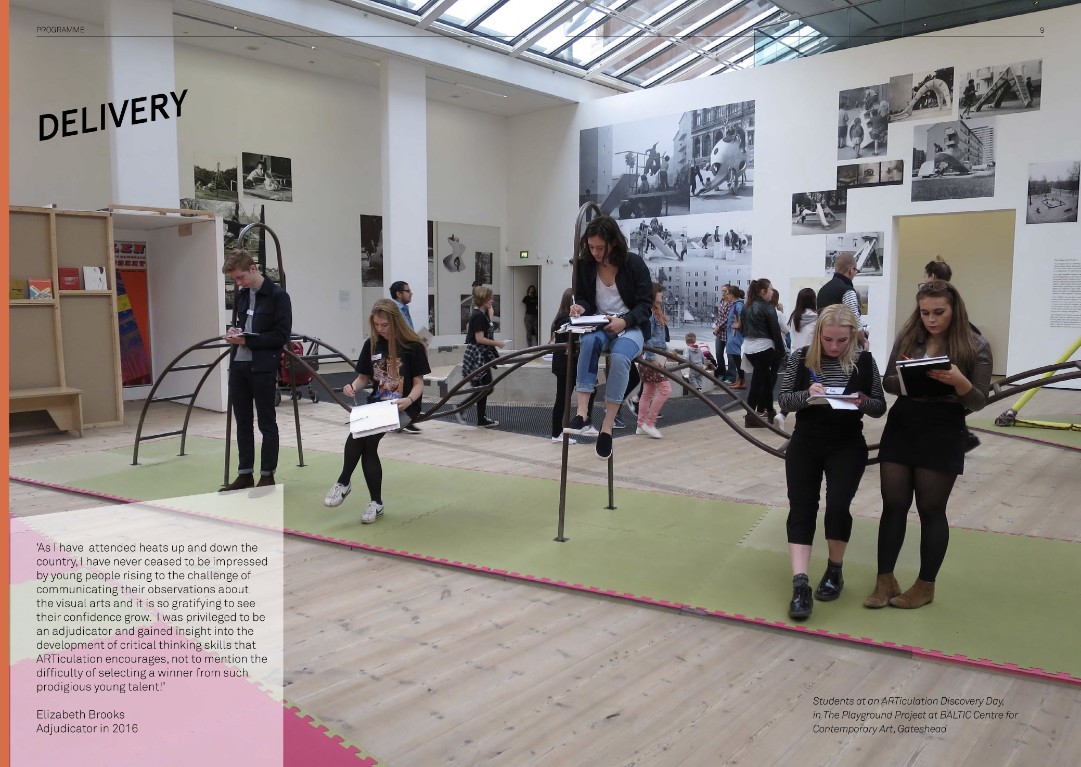 PROGRAMME
9
DELIVERY
'As I have attended heats up and down the
country, I have never ceased to be impressed
by young people rising to the challenge of
communicating their observations about
the visual arts and it is so gratifying to see
their confidence grow. I was privileged to be
an adjudicator and gained insight into the
development of critical thinking skills that
ARTiculation encourages, not to mention the
difficulty of selecting a winner from such
prodigious young talent!'
Elizabeth Brooks
Adjudicator in 2016
Students at an ARTiculation Discovery Day,
in The Playground Project at BALTIC Centre for
Contemporary Art, Gateshead